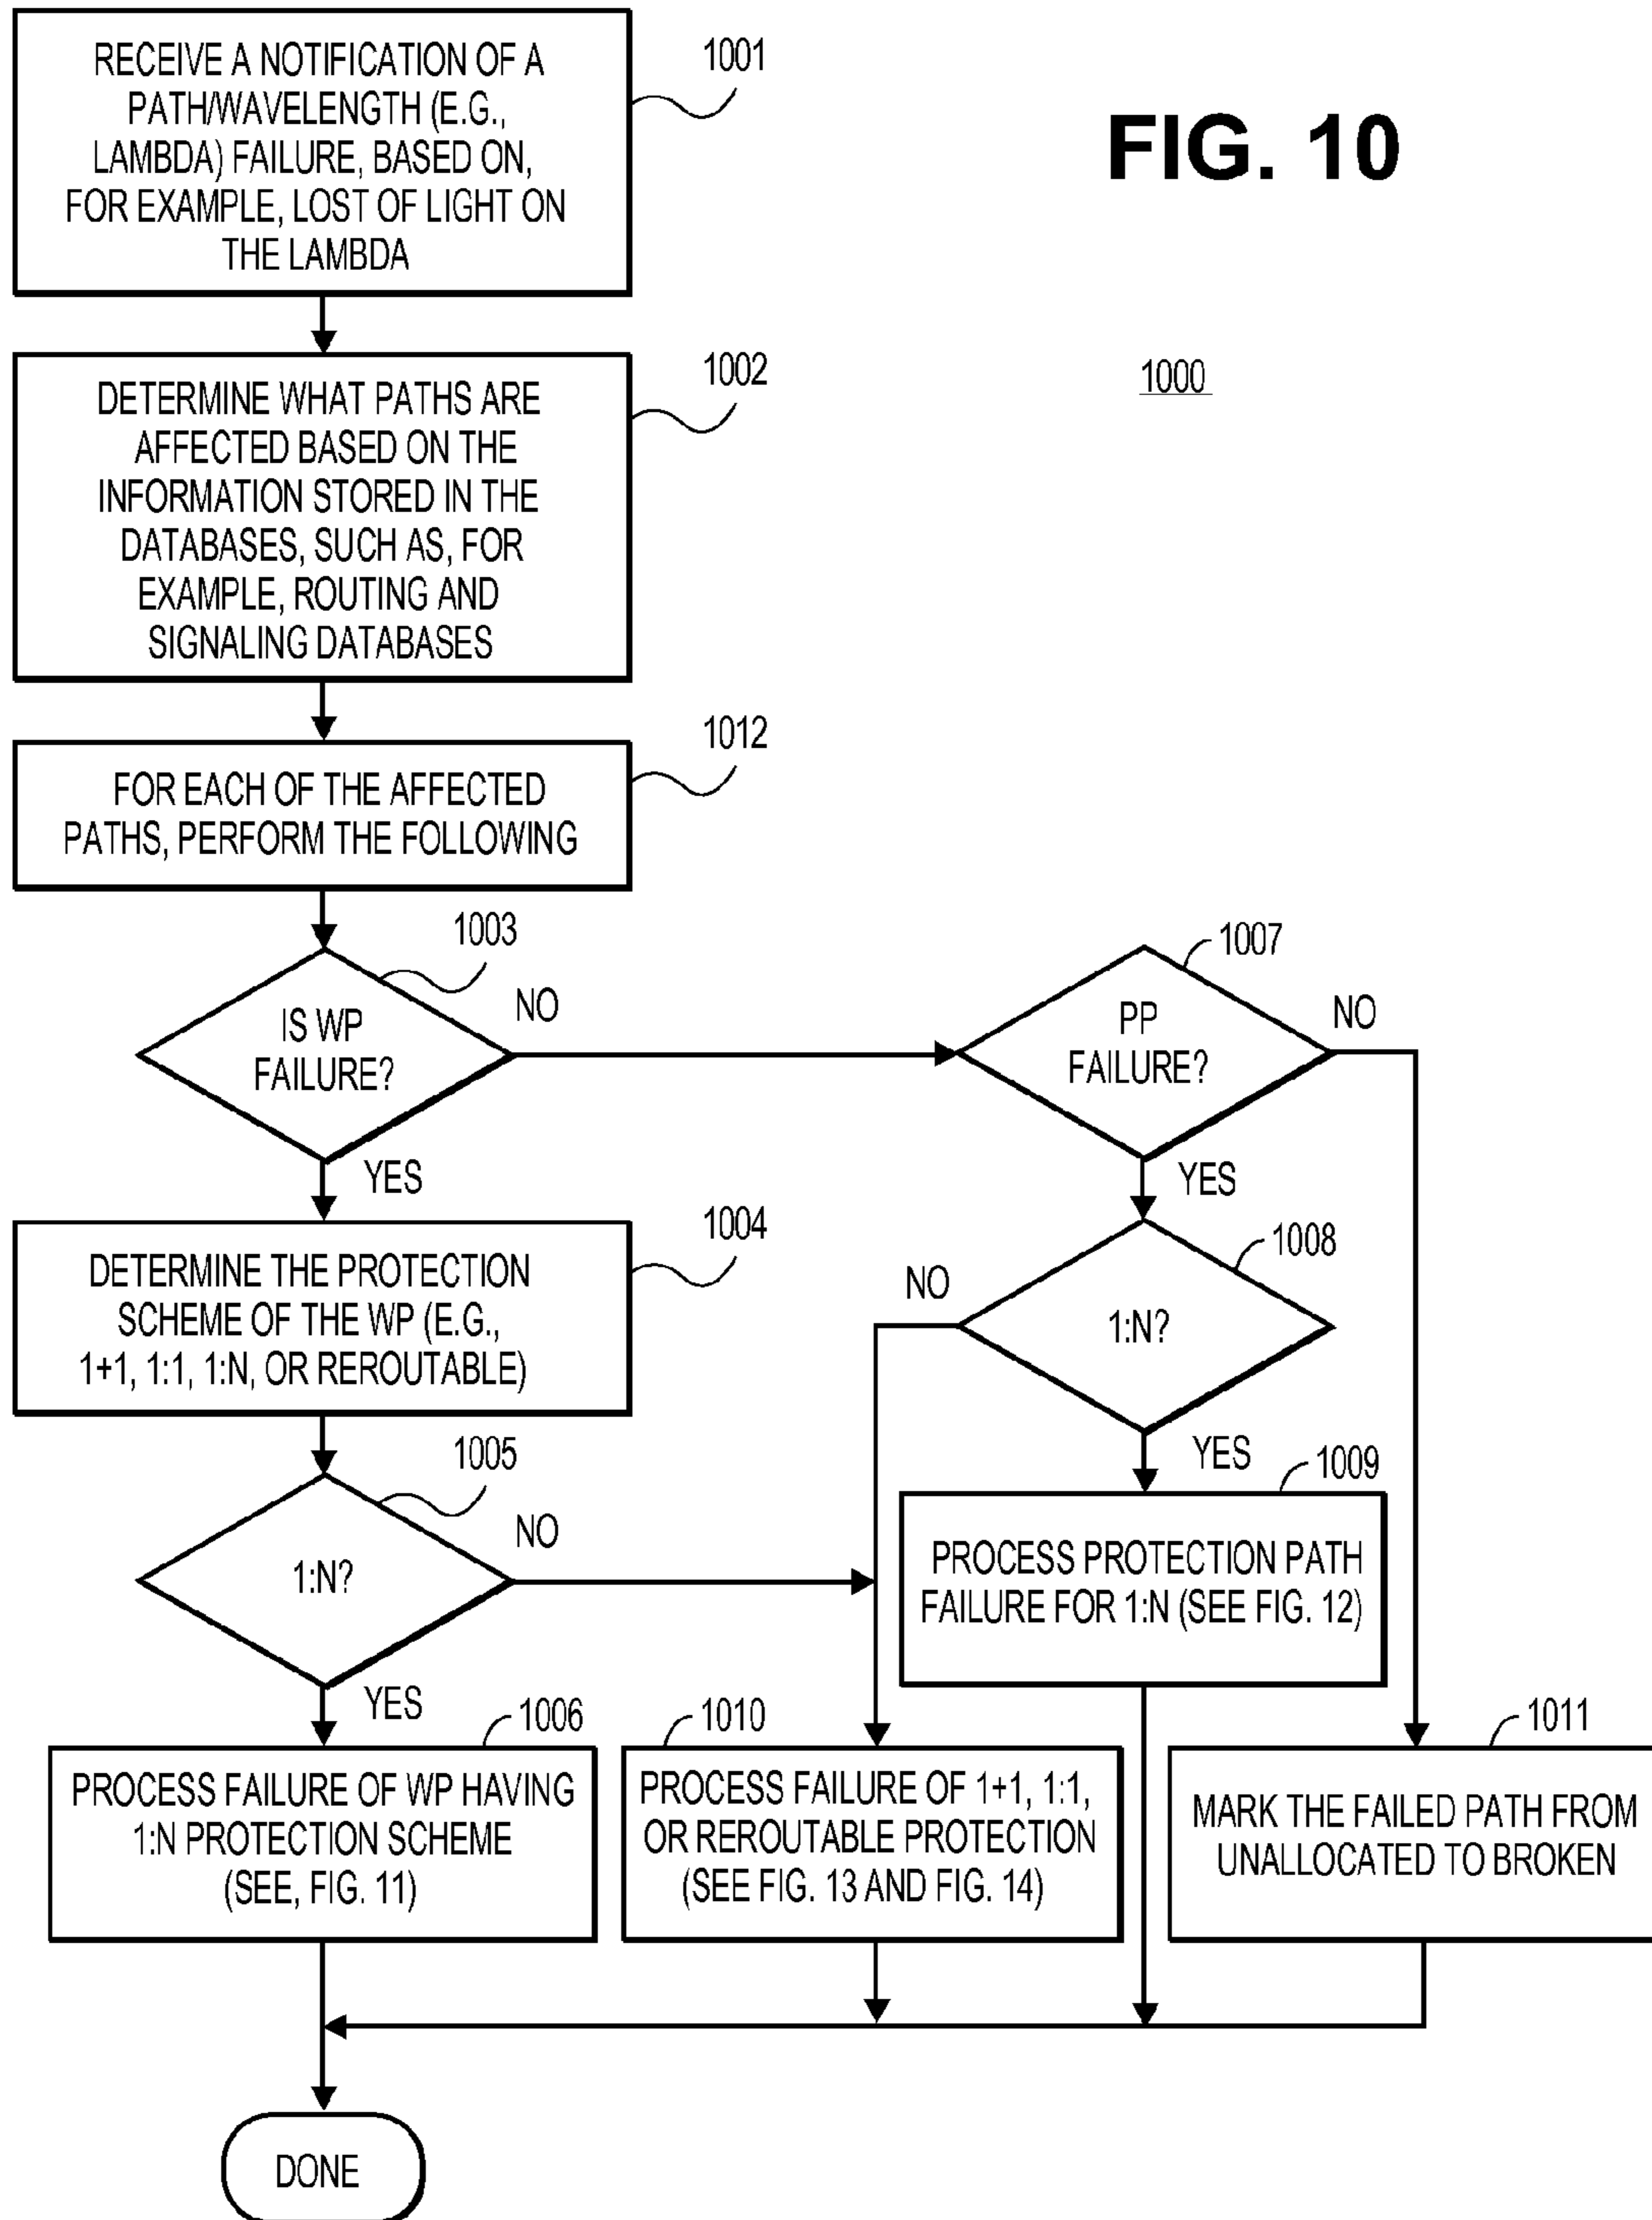 RECEIVE A NOTIFICATION OF A
PATH/WAVELENGTH (E.G.,
LAMBDA) FAILURE, BASED ON,
FOR EXAMPLE, LOST OF LIGHT ON
THE LAMBDA
1001
FIG. 10
DETERMINE WHAT PATHS ARE
AFFECTED BASED ON THE
INFORMATION STORED IN THE
DATABASES, SUCH AS, FOR
EXAMPLE, ROUTING AND
SIGNALING DATABASES
1002
1000
FOR EACH OF THE AFFECTED
PATHS, PERFORM THE FOLLOWING
1012
IS WP
FAILURE?
1003
NO
YES
PP
FAILURE?
1007
NO
YES
DETERMINE THE PROTECTION
SCHEME OF THE WP (E.G.,
1+1, 1:1, 1:N, OR REROUTABLE)
1004
1:N?
1008
NO
YES
1:N?
1005
NO
YES
PROCESS PROTECTION PATH
FAILURE FOR 1:N (SEE FIG. 12)
1009
PROCESS FAILURE OF WP HAVING
1:N PROTECTION SCHEME
(SEE, FIG. 11)
1006
PROCESS FAILURE OF 1+1, 1:1,
OR REROUTABLE PROTECTION
(SEE FIG. 13 AND FIG. 14)
1010
MARK THE FAILED PATH FROM
UNALLOCATED TO BROKEN
1011
DONE